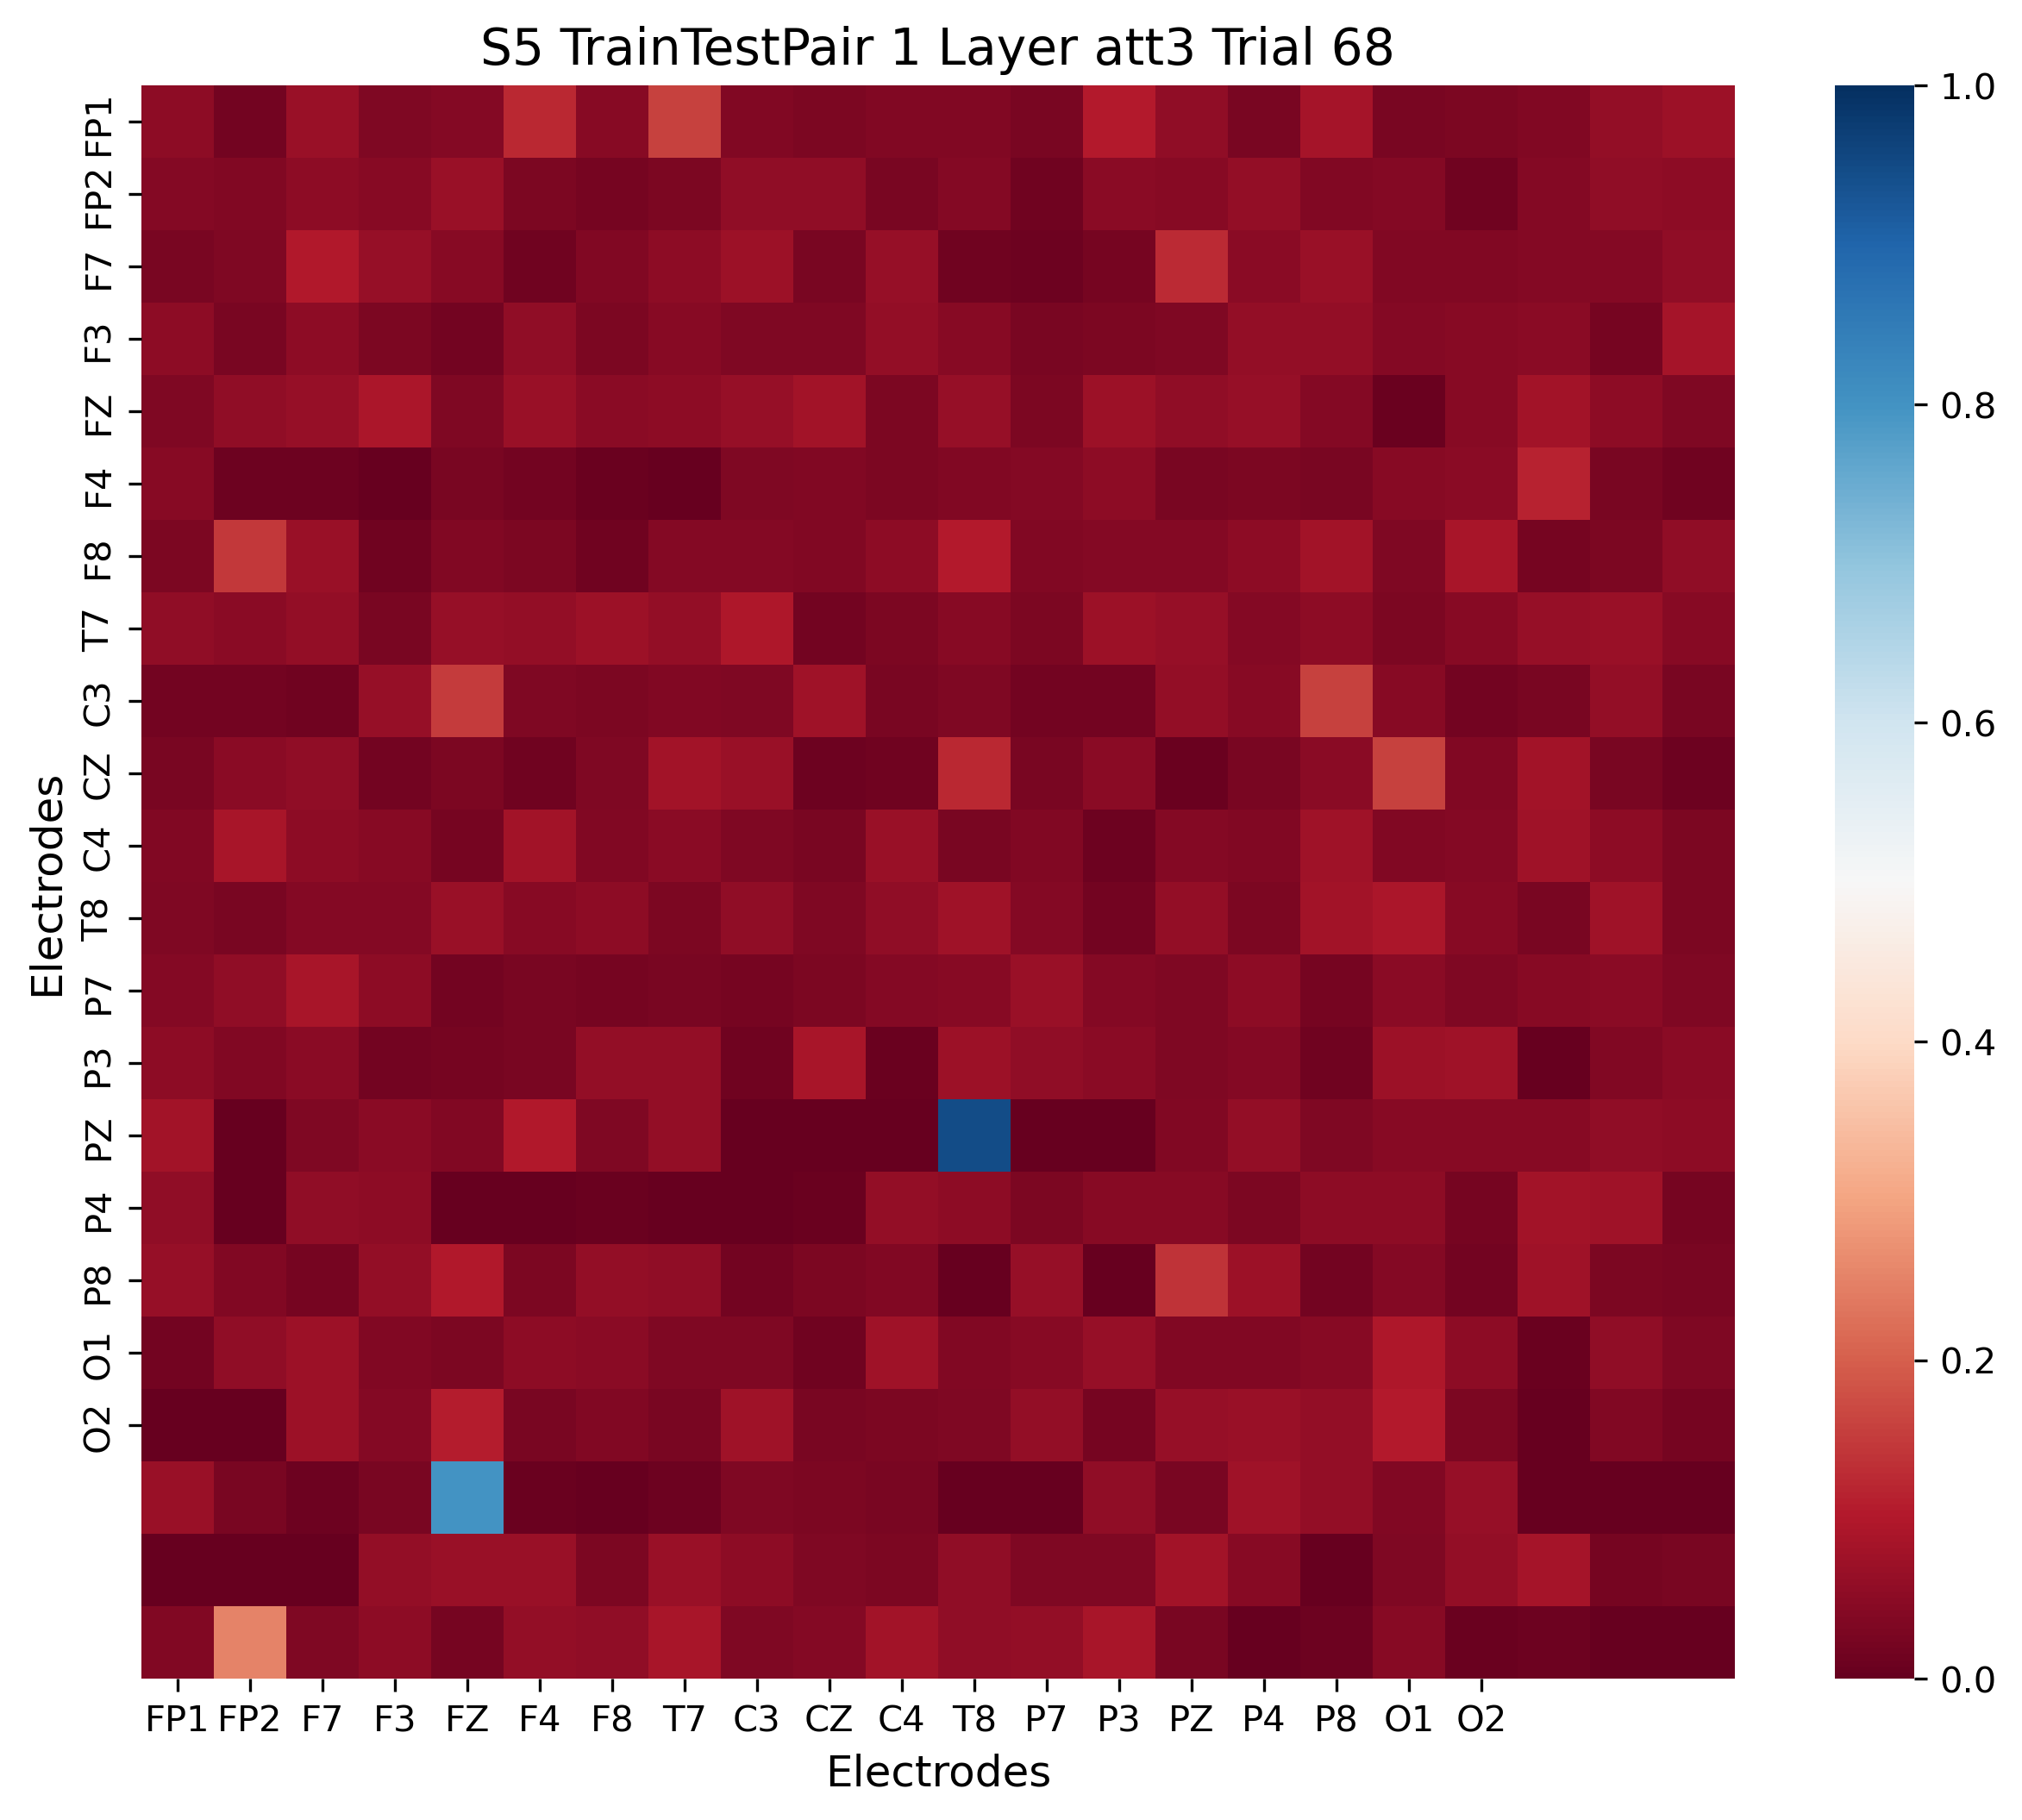 S5 TrainTestPair 1 Layer att3 Trial 68
Electrodes
FP1
FP2
F7
F3
FZ
F4
F8
T7
C3
CZ
C4
T8
P7
P3
PZ
P4
P8
O1
O2
1.0
0.8
0.6
0.4
0.2
0.0
FP1 FP2 F7 F3 FZ F4 F8 T7 C3 CZ C4 T8 P7 P3 PZ P4 P8 O1 O2
Electrodes